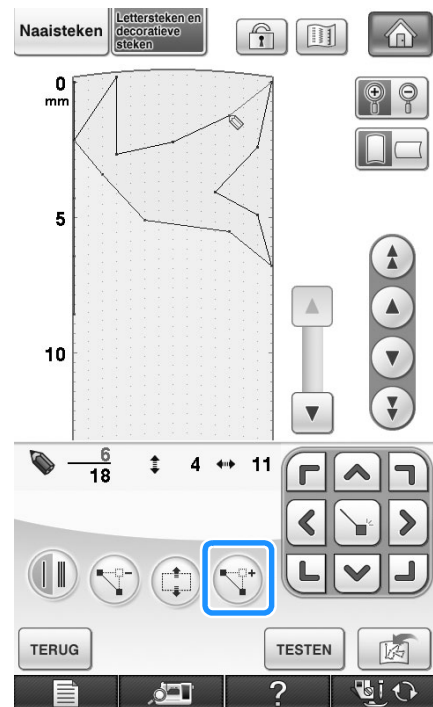 Naaisteken
Lettersteken en
decoratieve
steken
0
mm
5
10
6
18
4
11
TERUG
TESTEN
?